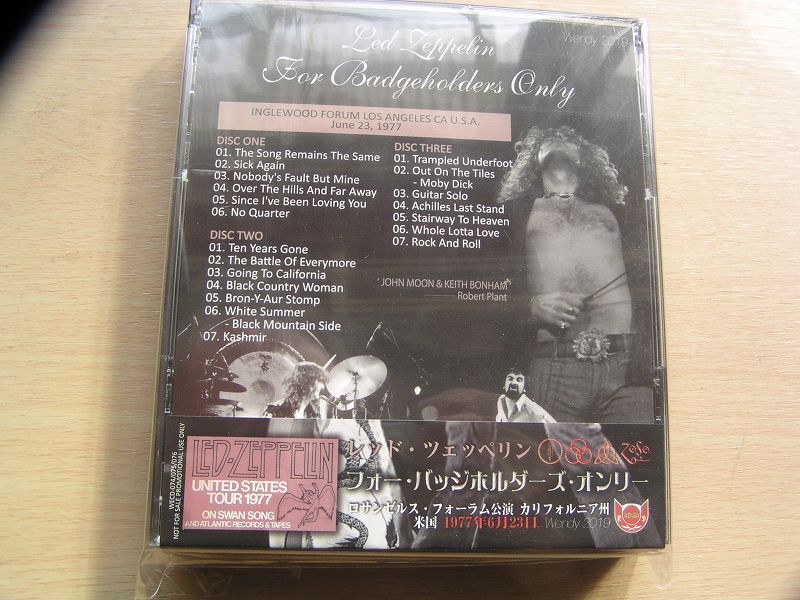 Led Zeppelin
Wendy 2019
For Badgeholders Only
INGLEWOOD FORUM LOS ANGELES CA U.S.A.
June 23, 1977
DISC ONE
01. The Song Remains The Same
02. Sick Again
03. Nobody's Fault But Mine
04. Over The Hills And Far Away
05. Since I've Been Loving You
06. No Quarter
DISC TWO
01. Ten Years Gone
02. The Battle Of Everymore
03. Going To California
04. Black Country Woman
05. Bron-Y-Aur Stomp
06. White Summer
- Black Mountain Side
07. Kashmir
DISC THREE
01. Trampled Underfoot
02. Out On The Tiles
- Moby Dick
03. Guitar Solo
04. Achilles Last Stand
05. Stairway To Heaven
06. Whole Lotta Love
07. Rock And Roll
'JOHN MOON & KEITH BONHAM'
Robert Plant
WECD-074/075/076
NOT FOR SALE PROMOTIONAL USE ONLY
LED-ZEPPELIN
UNITED STATES
TOUR 1977
ON SWAN SONG
AND ATLANTIC RECORDS & TAPES
レッド・ツェッペリン
フォー・バッジホルダーズ・オンリー
ロサンゼルス・フォーラム公演 カリフォルニア州
米国 1977年6月23日 Wendy 2019